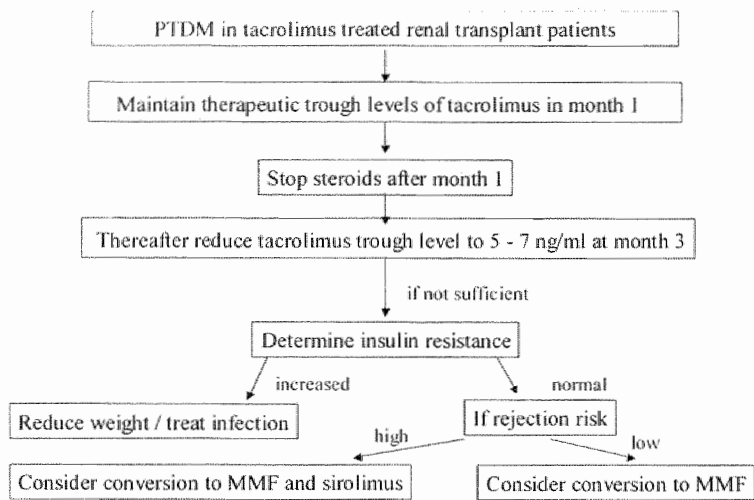 PTDM in tacrolimus treated renal transplant patients
Maintain therapeutic trough levels of tacrolimus in month 1
Stop steroids after month 1
Thereafter reduce tacrolimus trough level to 5 - 7 ng/ml at month 3
if not sufficient
Determine insulin resistance
increased
normal
Reduce weight / treat infection
If rejection risk
high
low
Consider conversion to MMF and sirolimus
Consider conversion to MMF